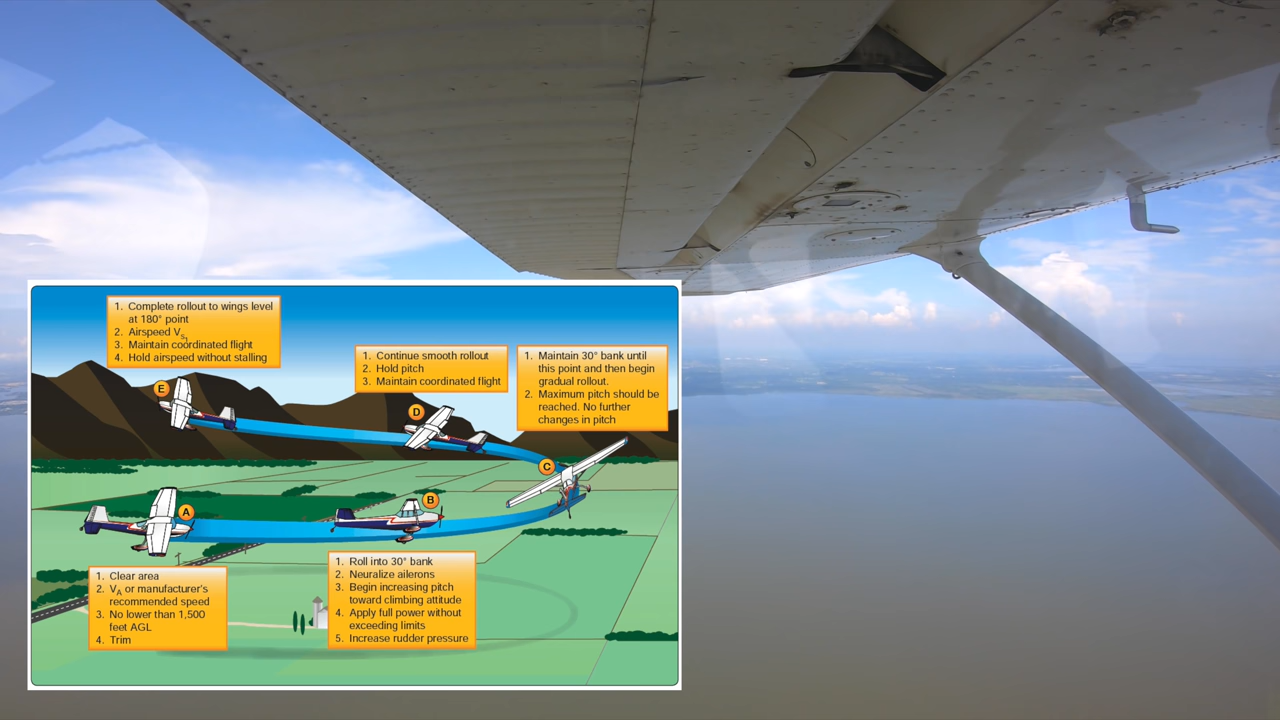 1. Complete rollout to wings level
at 180° point
2. Airspeed VS1
3. Maintain coordinated flight
4. Hold airspeed without stalling
1. Continue smooth rollout
2. Hold pitch
3. Maintain coordinated flight
1. Maintain 30° bank until
this point and then begin
gradual rollout.
2. Maximum pitch should be
reached. No further
changes in pitch
E
D
C
A
B
1. Clear area
2. VA or manufacturer's
recommended speed
3. No lower than 1,500
feet AGL
4. Trim
1. Roll into 30° bank
2. Neuralize ailerons
3. Begin increasing pitch
toward climbing attitude
4. Apply full power without
exceeding limits
5. Increase rudder pressure